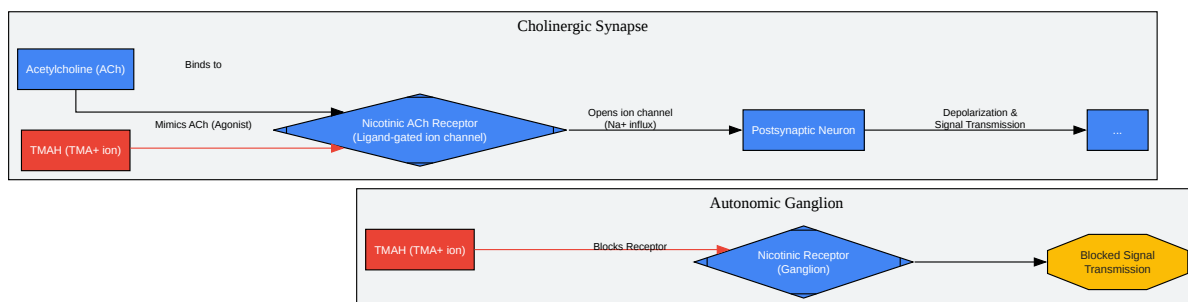 Cholinergic Synapse
Acetylcholine (ACh)
Binds to
Mimics ACh (Agonist)
TMAH (TMA+ ion)
Nicotinic ACh Receptor
(Ligand-gated ion channel)
Opens ion channel
(Na+ influx)
Postsynaptic Neuron
Depolarization &
Signal Transmission
...
Autonomic Ganglion
TMAH (TMA+ ion)
Blocks Receptor
Nicotinic Receptor
(Ganglion)
Blocked Signal
Transmission